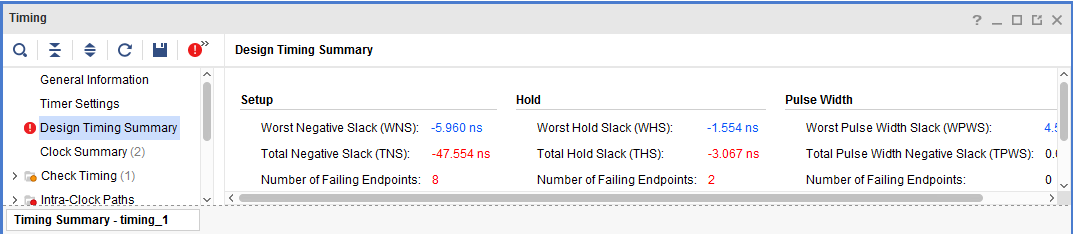 Timing
Design Timing Summary
General Information
Timer Settings
Design Timing Summary
Clock Summary (2)
Check Timing (1)
Intra-Clock Paths
Setup
Worst Negative Slack (WNS): -5.960 ns
Total Negative Slack (TNS): -47.554 ns
Number of Failing Endpoints: 8
Hold
Worst Hold Slack (WHS): -1.554 ns
Total Hold Slack (THS): -3.067 ns
Number of Failing Endpoints: 2
Pulse Width
Worst Pulse Width Slack (WPWS):
Total Pulse Width Negative Slack (TPWS):
Number of Failing Endpoints: 0
Timing Summary - timing_1